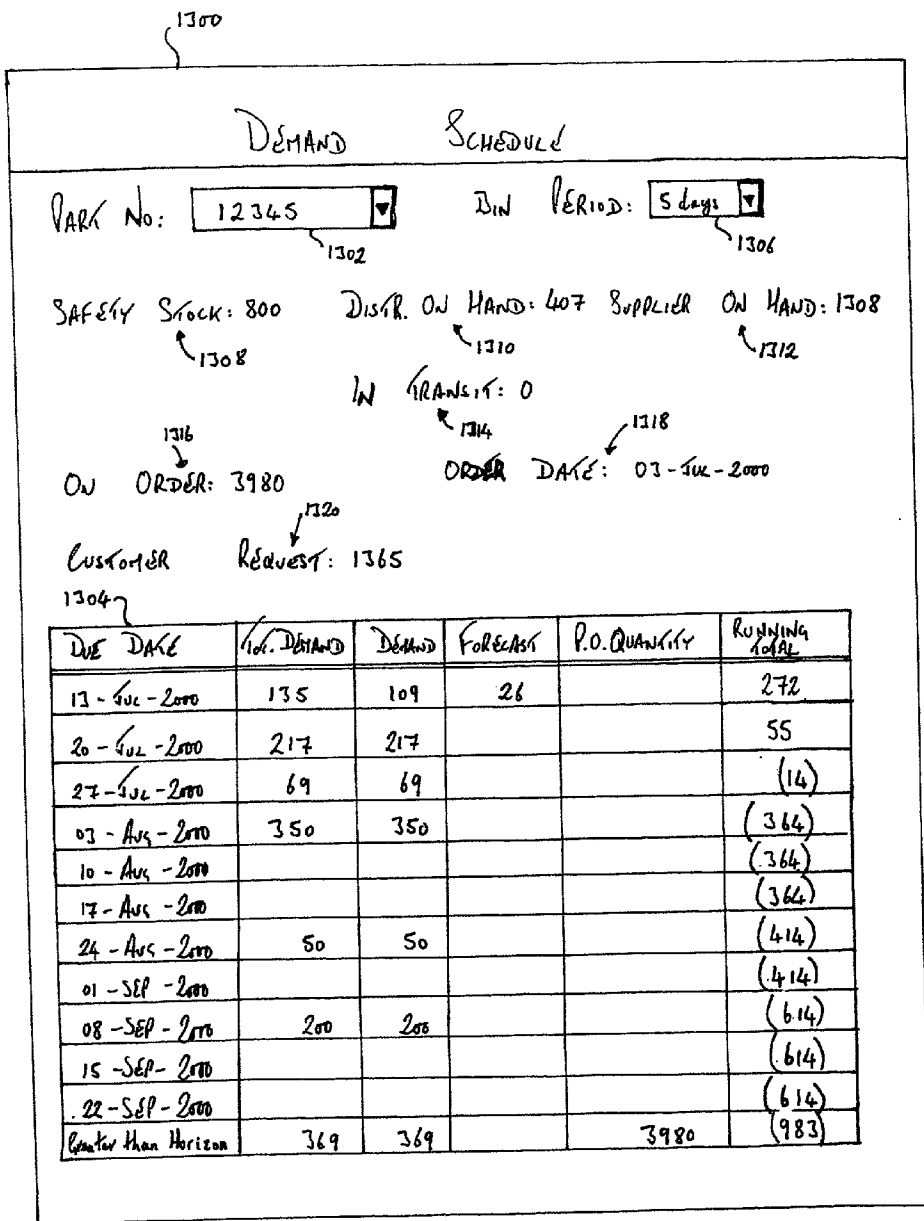 1300
DEMAND SCHEDULE
PART No: 12345 BIN PERIOD: 5 days
1302 1306
SAFETY STOCK: 800 DISTR. ON HAND: 407 SUPPLIER ON HAND: 1308
1308 1310 1312
IN TRANSIT: 0
1314
1316 1318
ON ORDER: 3980 ORDER DATE: 03-JUL-2000
1320
CUSTOMER REQUEST: 1365
1304
DUE DATE TOT. DEMAND DEMAND FORECAST P.O. QUANTITY RUNNING TOTAL
13-JUL-2000 135 109 26 272
20-JUL-2000 217 217 55
27-JUL-2000 69 69 (14)
03-AUG-2000 350 350 (364)
10-AUG-2000 (364)
17-AUG-2000 (364)
24-AUG-2000 50 50 (414)
01-SEP-2000 (414)
08-SEP-2000 200 200 (614)
15-SEP-2000 (614)
22-SEP-2000 (614)
Greater than Horizon 369 369 3980 (983)